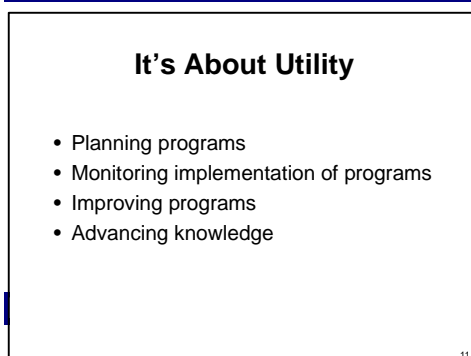 It's About Utility
• Planning programs
• Monitoring implementation of programs
• Improving programs
• Advancing knowledge
11